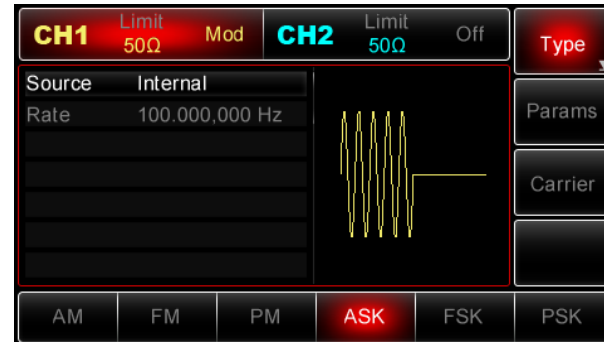 CH1 Limit 50Ω Mod
CH2 Limit 50Ω Off
Type
Source Internal
Rate 100.000,000 Hz
Params
Carrier
AM FM PM ASK FSK PSK